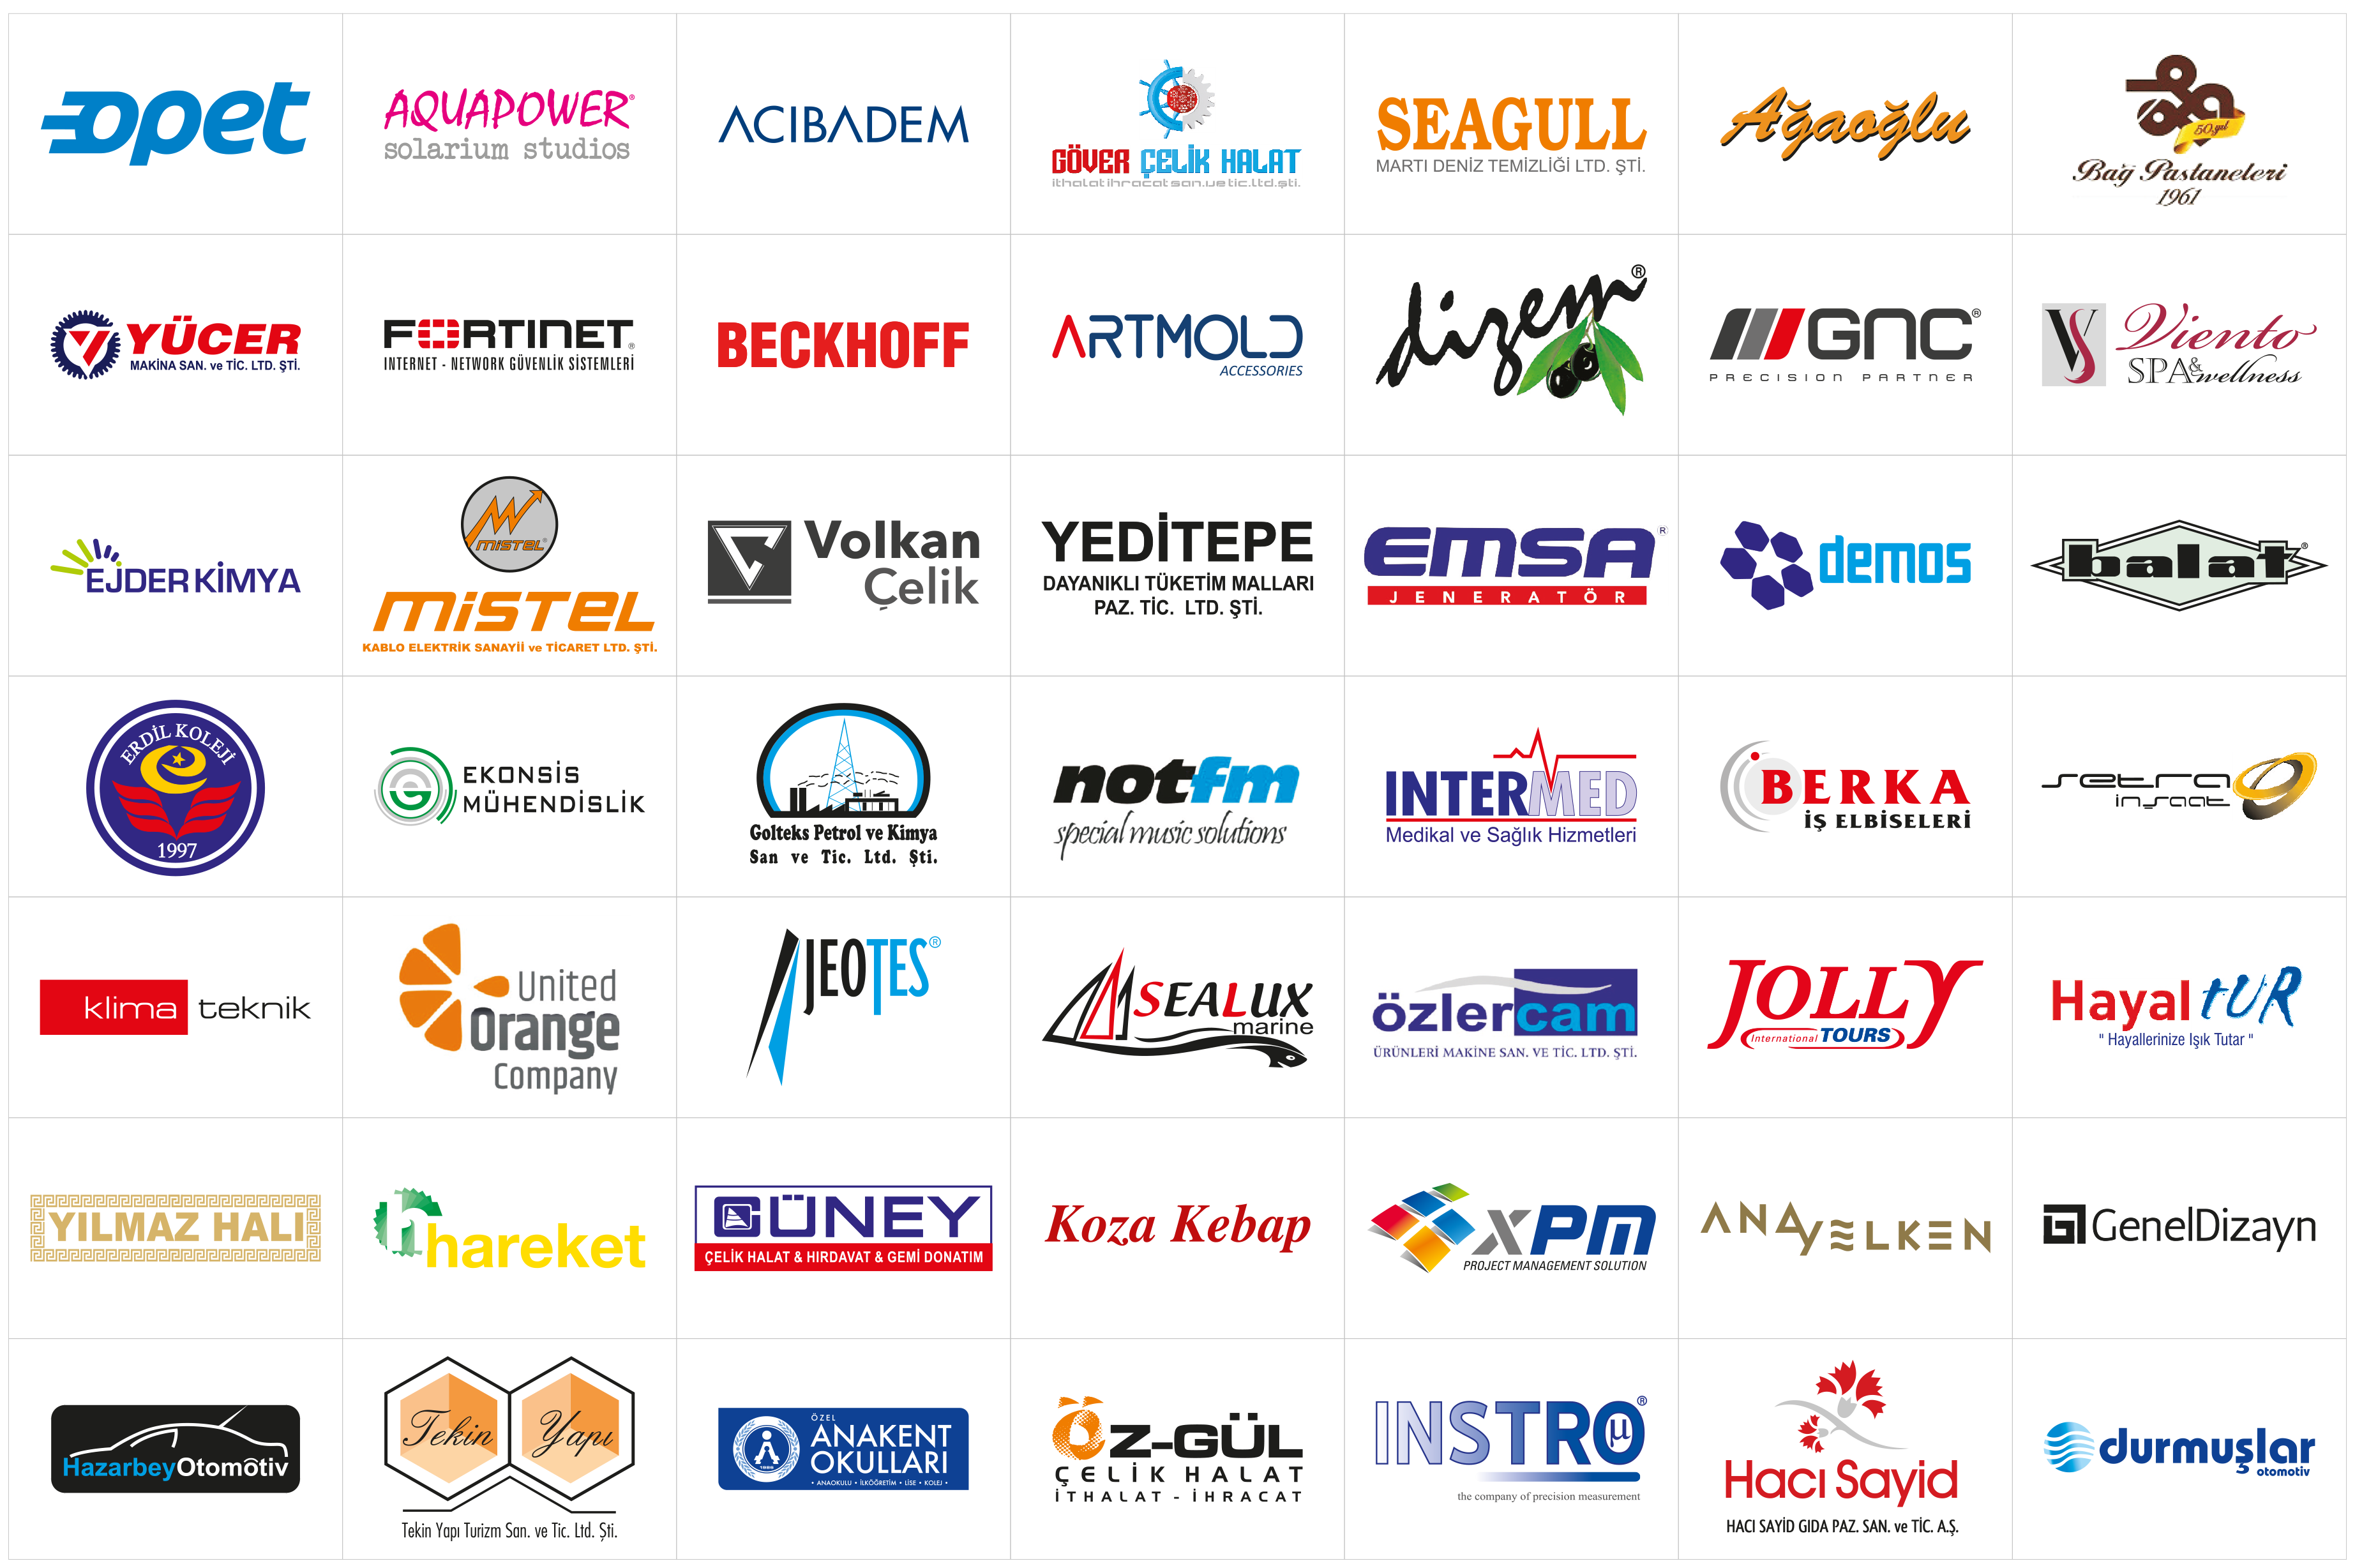 opet
AQUAPOWER®
solarium studios
ACIBADEM
GÖVER ÇELİK HALAT
ithalat ihracat san. ve tic. ltd. şti.
SEAGULL
MARTI DENİZ TEMİZLİĞİ LTD. ŞTİ.
Ağaoğlu
50.yıl
Bağ Pastaneleri
1961
YÜCER
MAKİNA SAN. ve TİC. LTD. ŞTİ.
FORTINET®
INTERNET - NETWORK GÜVENLİK SİSTEMLERİ
BECKHOFF
ARTMOLD
ACCESSORIES
dizem®
GNC®
PRECISION PARTNER
VS
Viento
SPA & wellness
EJDER KİMYA
MİSTEL®
MİSTEL
KABLO ELEKTRİK SANAYİİ ve TİCARET LTD. ŞTİ.
Volkan
Çelik
YEDİTEPE
DAYANIKLI TÜKETİM MALLARI
PAZ. TİC. LTD. ŞTİ.
EMSA®
JENERATÖR
demos
balat®
ERDİL KOLEJİ
1997
EKONSİS
MÜHENDİSLİK
Golteks Petrol ve Kimya
San ve Tic. Ltd. Şti.
notfm
special music solutions
INTERMED
Medikal ve Sağlık Hizmetleri
BERKA
İŞ ELBİSELERİ
setra
inşaat
klima teknik
United
Orange
Company
JEOTES®
SEALUX
marine
özlercam
ÜRÜNLERİ MAKİNE SAN. VE TİC. LTD. ŞTİ.
JOLLY
International TOURS
Hayal tUR
" Hayallerinize Işık Tutar "
YILMAZ HALI
h
hareket
GÜNEY
ÇELİK HALAT & HIRDAVAT & GEMİ DONATIM
Koza Kebap
xPM
PROJECT MANAGEMENT SOLUTION
ANAYELKEN
GenelDizayn
HazarbeyOtomotiv
Tekin Yapı
Tekin Yapı Turizm San. ve Tic. Ltd. Şti.
ÖZEL
ANAKENT
OKULLARI
• ANAOKULU • İLKÖĞRETİM • LİSE • KOLEJ •
ÖZ-GÜL
ÇELİK HALAT
İTHALAT - İHRACAT
INSTRO®
µ
the company of precision measurement
Hacı Sayid
HACI SAYİD GIDA PAZ. SAN. ve TİC. A.Ş.
durmuşlar
otomotiv